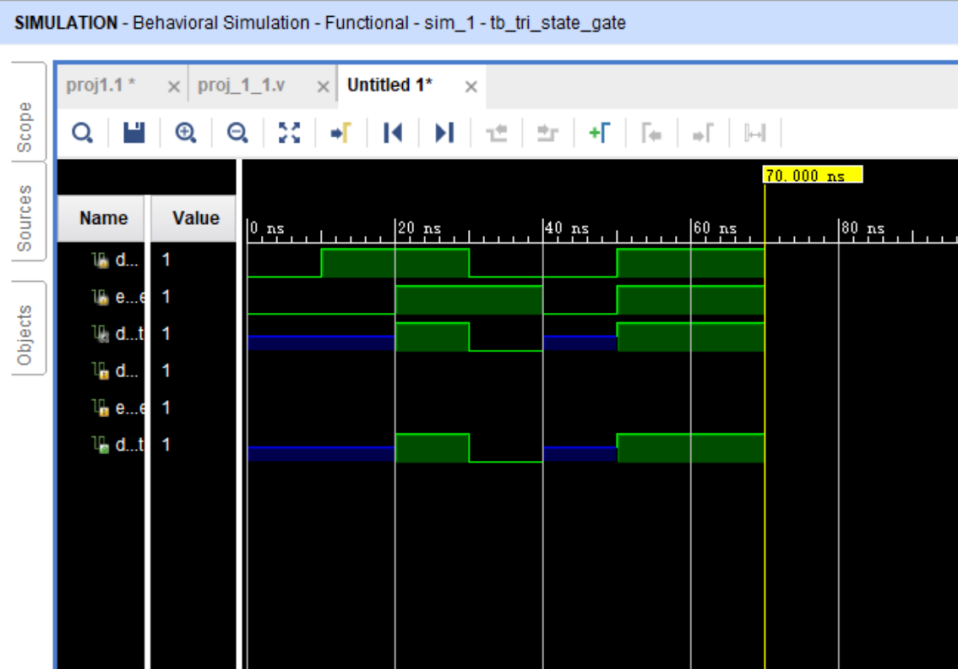 SIMULATION - Behavioral Simulation - Functional - sim_1 - tb_tri_state_gate
proj1.1 * × proj_1_1.v × Untitled 1* ×
Scope
Sources
Objects
70.000 ns
Name Value
0 ns 20 ns 40 ns 60 ns 80 ns
d... 1
e...e 1
d...t 1
d... 1
e...e 1
d...t 1